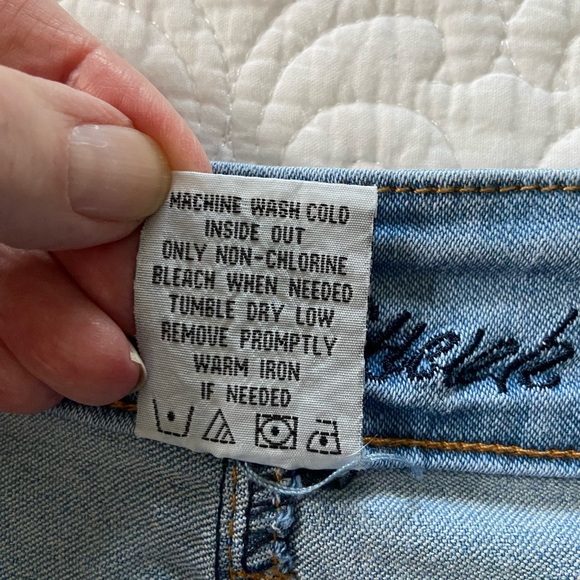 MACHINE WASH COLD
INSIDE OUT
ONLY NON-CHLORINE
BLEACH WHEN NEEDED
TUMBLE DRY LOW
REMOVE PROMPTLY
WARM IRON
IF NEEDED